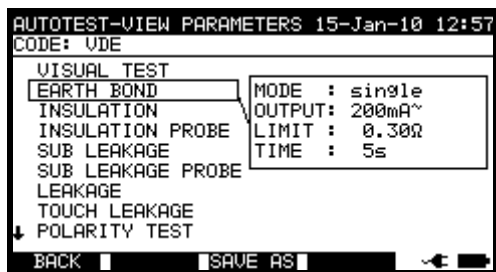 AUTOTEST-VIEW PARAMETERS 15-Jan-10 12:57
CODE: VDE
VISUAL TEST
EARTH BOND
INSULATION
INSULATION PROBE
SUB LEAKAGE
SUB LEAKAGE PROBE
LEAKAGE
TOUCH LEAKAGE
POLARITY TEST
MODE : single
OUTPUT: 200mA~
LIMIT : 0.30Ω
TIME : 5s
BACK SAVE AS